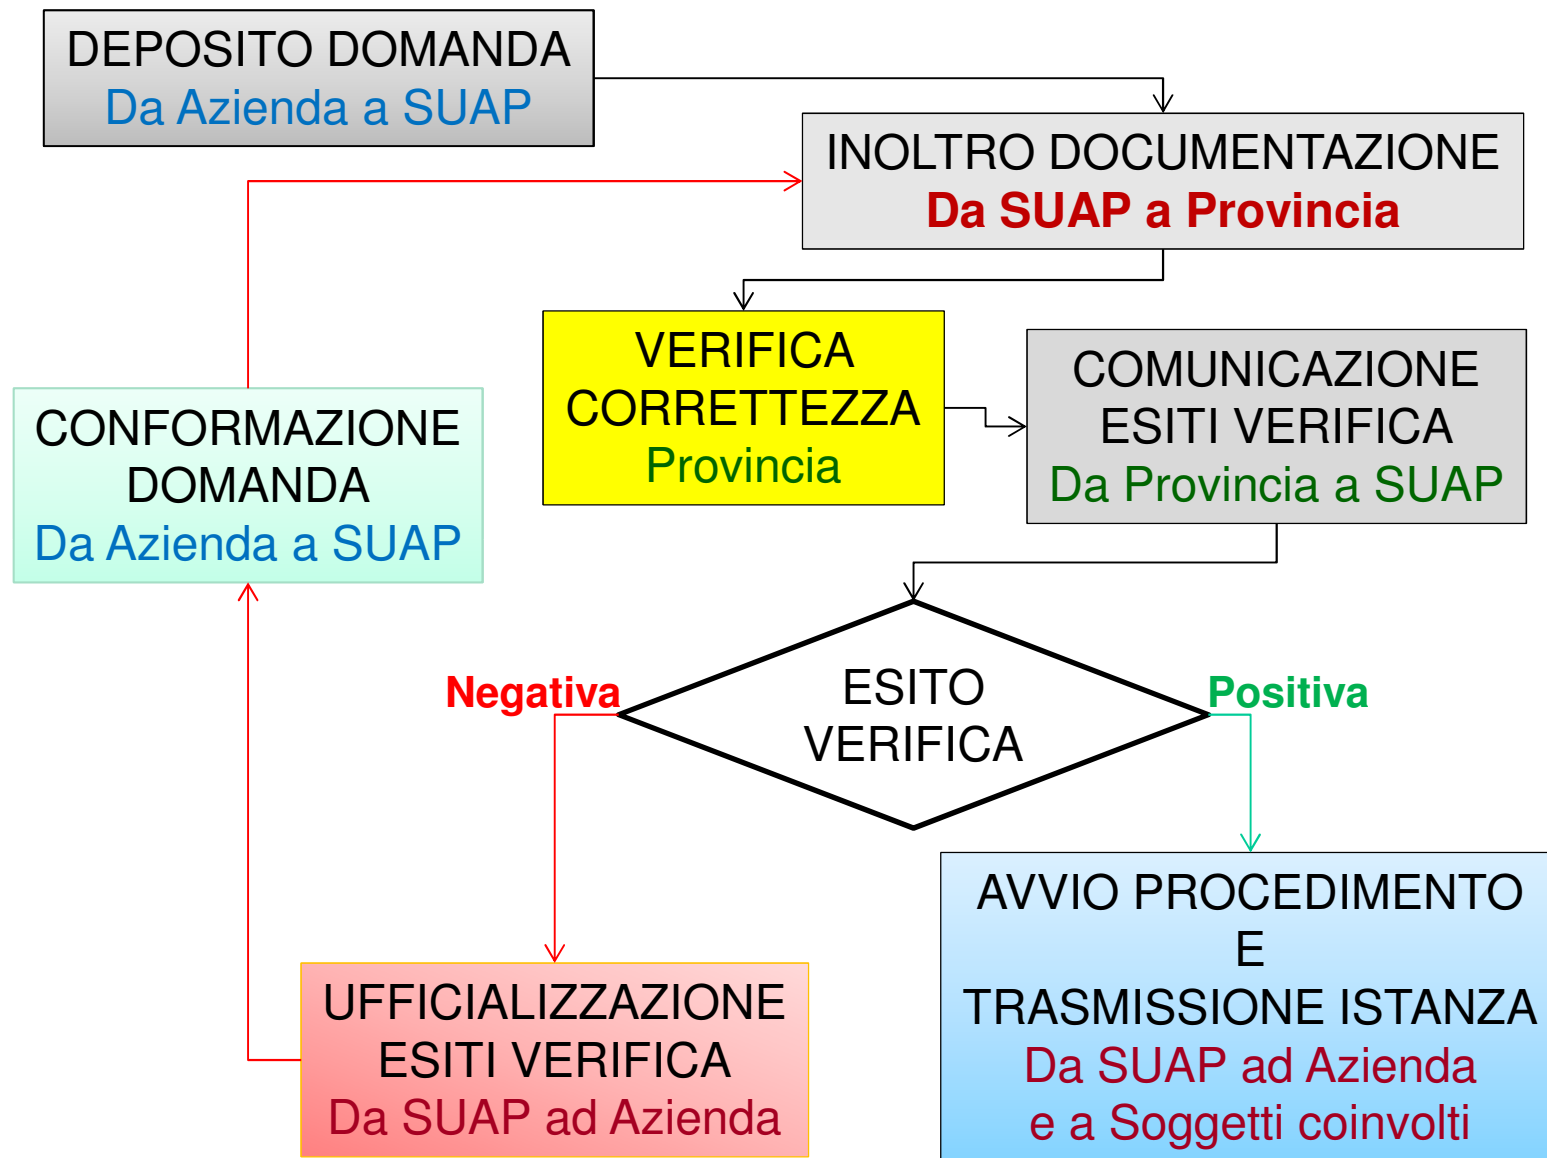 DEPOSITO DOMANDA
Da Azienda a SUAP
INOLTRO DOCUMENTAZIONE
Da SUAP a Provincia
VERIFICA
CORRETTEZZA
Provincia
COMUNICAZIONE
ESITI VERIFICA
Da Provincia a SUAP
CONFORMAZIONE
DOMANDA
Da Azienda a SUAP
Negativa
ESITO
VERIFICA
Positiva
UFFICIALIZZAZIONE
ESITI VERIFICA
Da SUAP ad Azienda
AVVIO PROCEDIMENTO
E
TRASMISSIONE ISTANZA
Da SUAP ad Azienda
e a Soggetti coinvolti